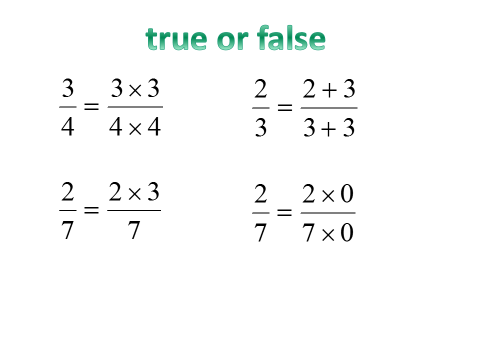 true or false
3/4 = (3 × 3)/(4 × 4)
2/3 = (2 + 3)/(3 + 3)
2/7 = (2 × 3)/7
2/7 = (2 × 0)/(7 × 0)